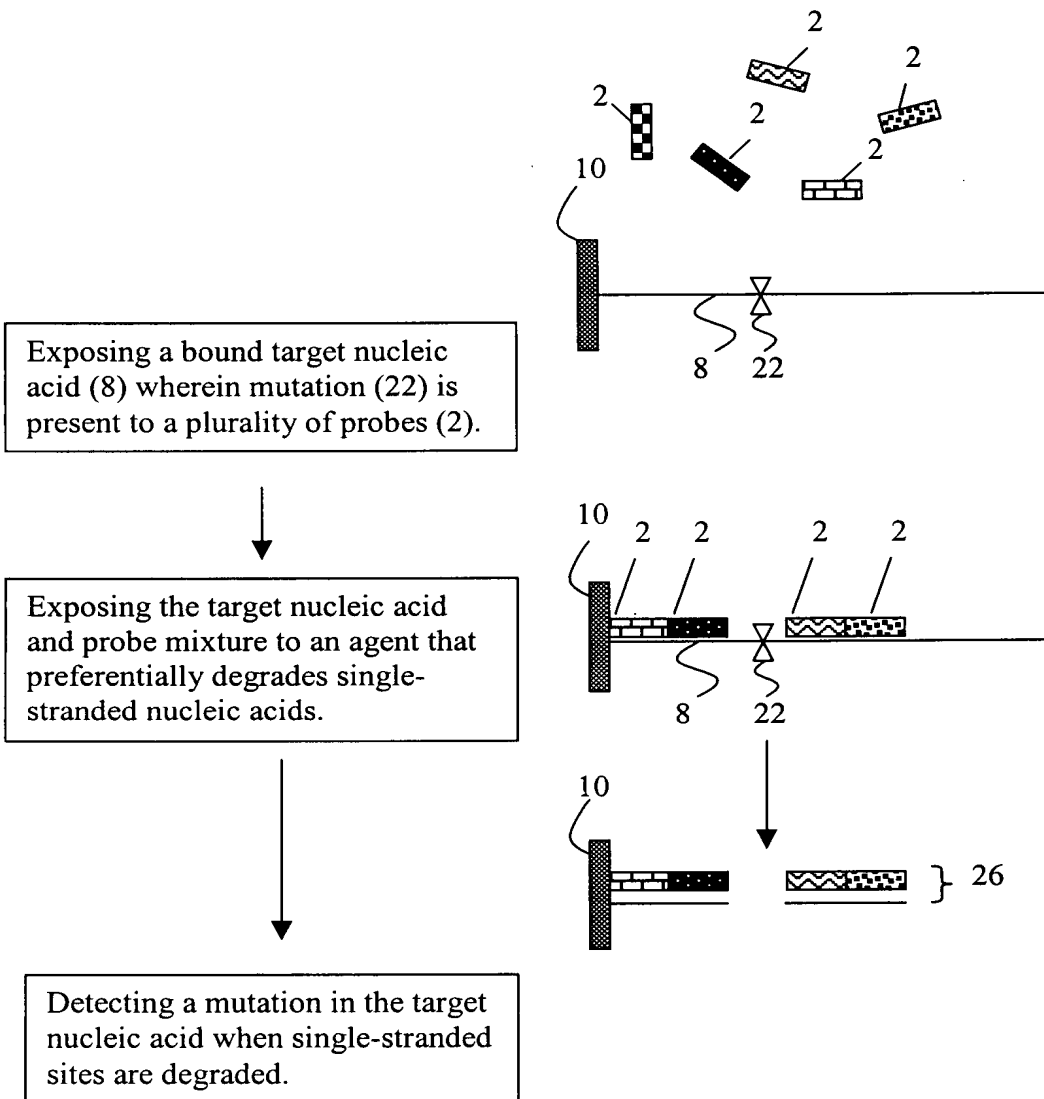 2
2
2
2
2
10
8
22
Exposing a bound target nucleic
acid (8) wherein mutation (22) is
present to a plurality of probes (2).
10
2
2
2
2
8
22
Exposing the target nucleic acid
and probe mixture to an agent that
preferentially degrades single-
stranded nucleic acids.
10
26
Detecting a mutation in the target
nucleic acid when single-stranded
sites are degraded.